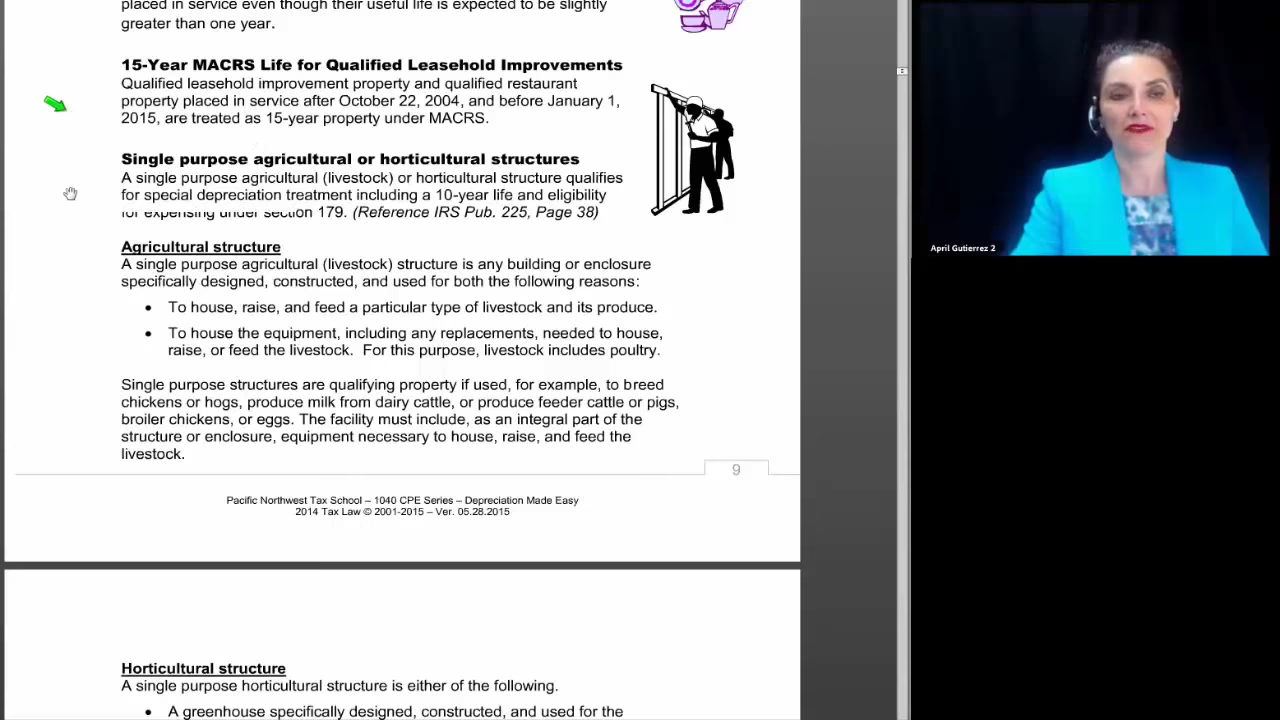 placed in service even though their useful life is expected to be slightly
greater than one year.
15-Year MACRS Life for Qualified Leasehold Improvements
Qualified leasehold improvement property and qualified restaurant
property placed in service after October 22, 2004, and before January 1,
2015, are treated as 15-year property under MACRS.
Single purpose agricultural or horticultural structures
A single purpose agricultural (livestock) or horticultural structure qualifies
for special depreciation treatment including a 10-year life and eligibility
for expensing under section 179. (Reference IRS Pub. 225, Page 38)
Agricultural structure
A single purpose agricultural (livestock) structure is any building or enclosure
specifically designed, constructed, and used for both the following reasons:
• To house, raise, and feed a particular type of livestock and its produce.
• To house the equipment, including any replacements, needed to house,
raise, or feed the livestock.  For this purpose, livestock includes poultry.
Single purpose structures are qualifying property if used, for example, to breed
chickens or hogs, produce milk from dairy cattle, or produce feeder cattle or pigs,
broiler chickens, or eggs. The facility must include, as an integral part of the
structure or enclosure, equipment necessary to house, raise, and feed the
livestock.
9
Pacific Northwest Tax School – 1040 CPE Series – Depreciation Made Easy
2014 Tax Law © 2001-2015 – Ver. 05.28.2015
Horticultural structure
A single purpose horticultural structure is either of the following.
• A greenhouse specifically designed, constructed, and used for the
April Gutierrez 2